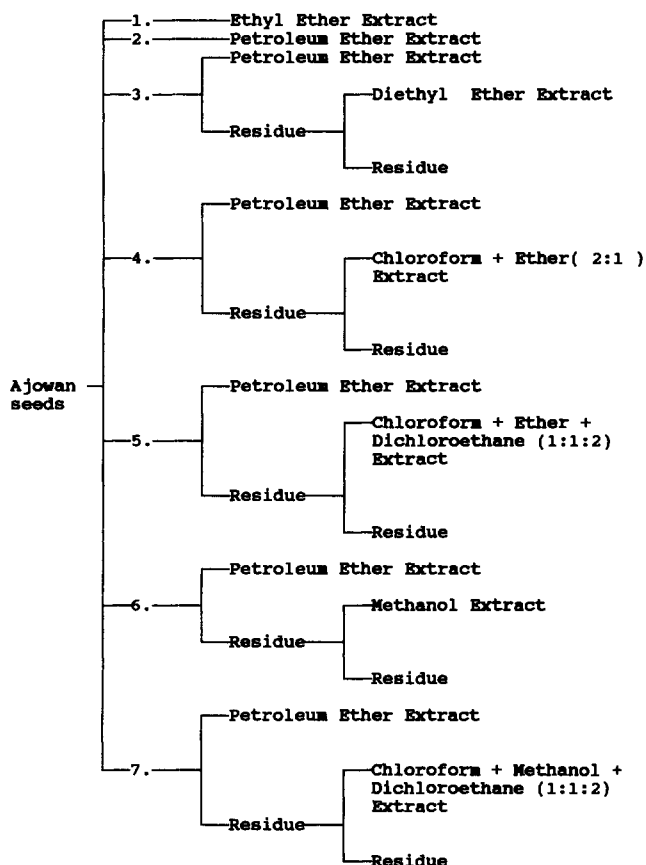 1. Ethyl Ether Extract
2. Petroleum Ether Extract
Petroleum Ether Extract
3.
Diethyl Ether Extract
Residue
Residue
Petroleum Ether Extract
4.
Chloroform + Ether( 2:1 )
Extract
Residue
Residue
Ajowan
seeds
Petroleum Ether Extract
5.
Chloroform + Ether +
Dichloroethane (1:1:2)
Extract
Residue
Residue
Petroleum Ether Extract
6.
Methanol Extract
Residue
Residue
Petroleum Ether Extract
7.
Chloroform + Methanol +
Dichloroethane (1:1:2)
Extract
Residue
Residue